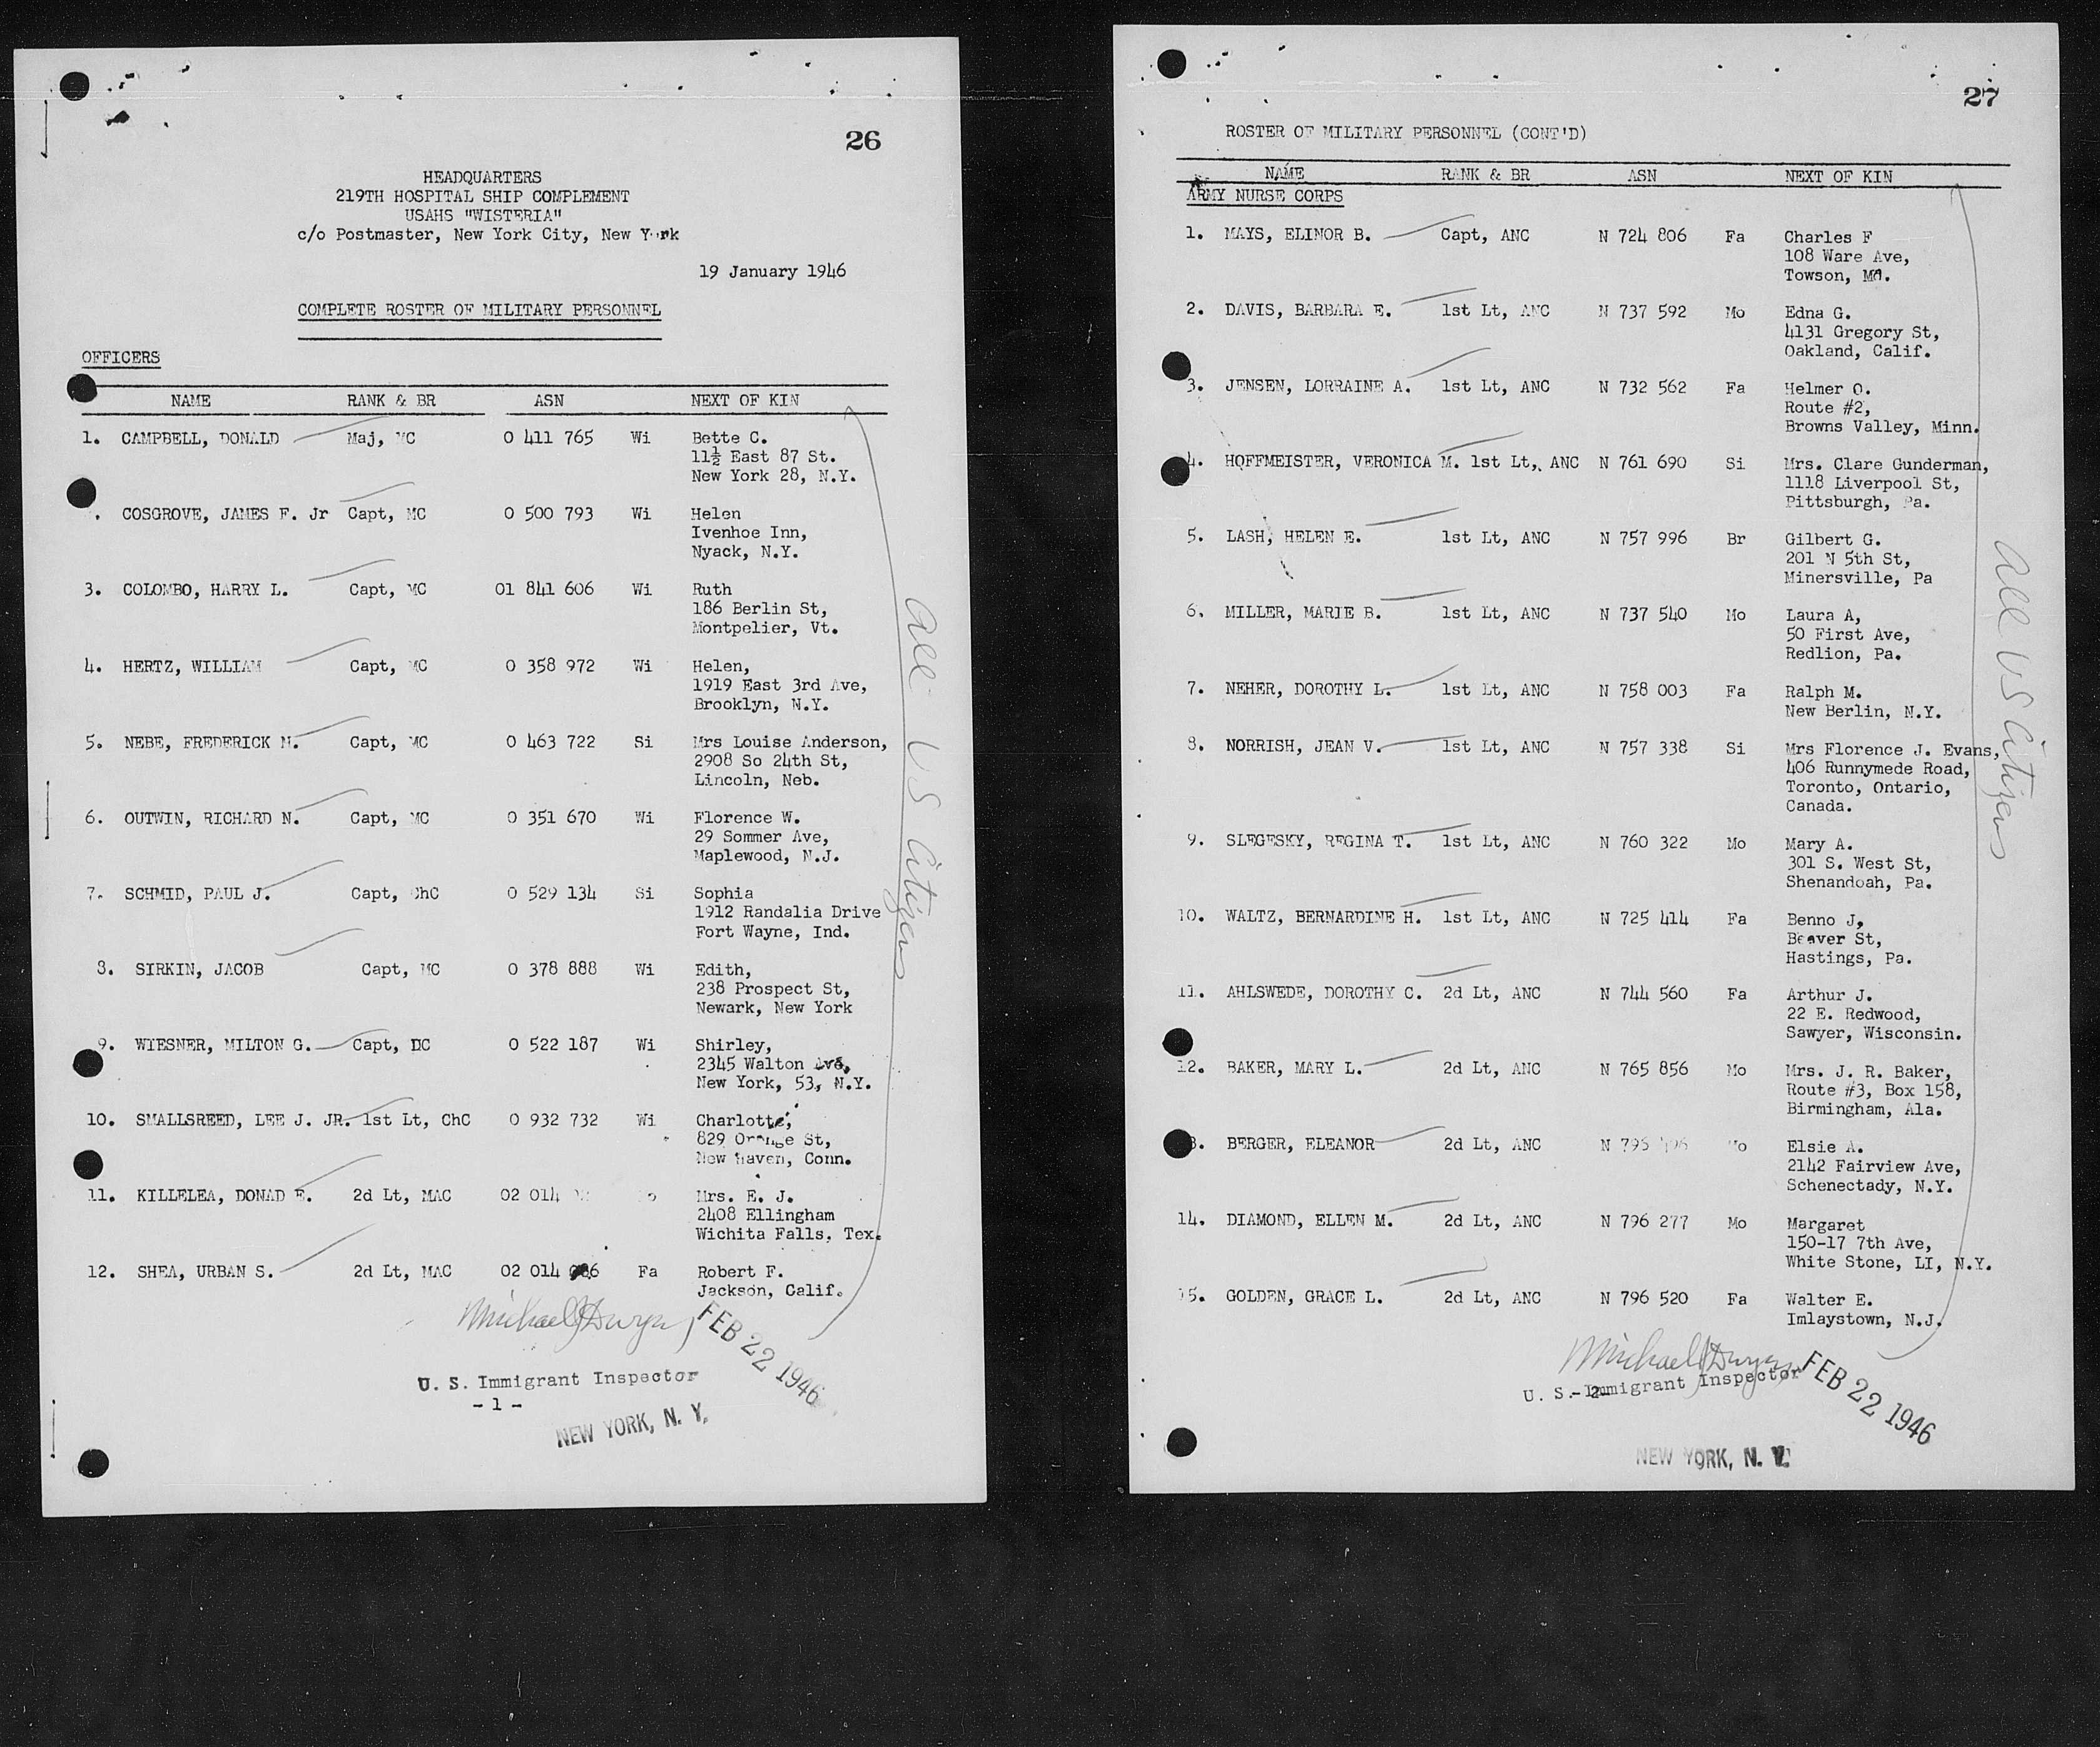 26
HEADQUARTERS
219TH HOSPITAL SHIP COMPLEMENT
USAHS "WISTERIA"
c/o Postmaster, New York City, New York
19 January 1946
COMPLETE ROSTER OF MILITARY PERSONNEL
OFFICERS
NAME RANK & BR ASN NEXT OF KIN
1. CAMPBELL, DONALD Maj, MC O 411 765 Wi Bette C.
11½ East 87 St.
New York 28, N.Y.
. COSGROVE, JAMES F. Jr Capt, MC O 500 793 Wi Helen
Ivenhoe Inn,
Nyack, N.Y.
3. COLOMBO, HARRY L. Capt, MC 01 841 606 Wi Ruth
186 Berlin St,
Montpelier, Vt.
4. HERTZ, WILLIAM Capt, MC O 358 972 Wi Helen,
1919 East 3rd Ave,
Brooklyn, N.Y.
5. NEBE, FREDERICK M. Capt, MC O 463 722 Si Mrs Louise Anderson,
2908 So 24th St,
Lincoln, Neb.
6. OUTWIN, RICHARD N. Capt, MC O 351 670 Wi Florence W.
29 Sommer Ave,
Maplewood, N.J.
7. SCHMID, PAUL J. Capt, ChC O 529 134 Si Sophia
1912 Randalia Drive
Fort Wayne, Ind.
8. SIRKIN, JACOB Capt, MC O 378 888 Wi Edith,
238 Prospect St,
Newark, New York
9. WIESNER, MILTON G. Capt, DC O 522 187 Wi Shirley,
2345 Walton Ave,
New York, 53, N.Y.
10. SMALLSREED, LEE J. JR. 1st Lt, ChC O 932 732 Wi Charlotte,
829 Orange St,
New Haven, Conn.
11. KILLELEA, DONAD E. 2d Lt, MAC 02 014 Mrs. E. J.
2408 Ellingham
Wichita Falls, Tex.
12. SHEA, URBAN S. 2d Lt, MAC 02 014 Fa Robert F.
Jackson, Calif.
All US Citizens
Michael J Dwyer
FEB 22 1946
U. S. Immigrant Inspector
- 1 -
NEW YORK, N. Y.
27
ROSTER OF MILITARY PERSONNEL (CONT'D)
NAME RANK & BR ASN NEXT OF KIN
ARMY NURSE CORPS
1. MAYS, ELINOR B. Capt, ANC N 724 806 Fa Charles F
108 Ware Ave,
Towson, Md.
2. DAVIS, BARBARA E. 1st Lt, ANC N 737 592 Mo Edna G.
4131 Gregory St,
Oakland, Calif.
3. JENSEN, LORRAINE A. 1st Lt, ANC N 732 562 Fa Helmer O.
Route #2,
Browns Valley, Minn.
4. HOFFMEISTER, VERONICA M. 1st Lt, ANC N 761 690 Si Mrs. Clare Gunderman,
1118 Liverpool St,
Pittsburgh, Pa.
5. LASH, HELEN E. 1st Lt, ANC N 757 996 Br Gilbert G.
201 N 5th St,
Minersville, Pa
6. MILLER, MARIE B. 1st Lt, ANC N 737 540 Mo Laura A,
50 First Ave,
Redlion, Pa.
7. NEHER, DOROTHY L. 1st Lt, ANC N 758 003 Fa Ralph M.
New Berlin, N.Y.
8. NORRISH, JEAN V. 1st Lt, ANC N 757 338 Si Mrs Florence J. Evans,
406 Runnymede Road,
Toronto, Ontario,
Canada.
9. SLEGESKY, REGINA T. 1st Lt, ANC N 760 322 Mo Mary A.
301 S. West St,
Shenandoah, Pa.
10. WALTZ, BERNARDINE H. 1st Lt, ANC N 725 414 Fa Benno J,
Beaver St,
Hastings, Pa.
11. AHLSWEDE, DOROTHY C. 2d Lt, ANC N 744 560 Fa Arthur J.
22 E. Redwood,
Sawyer, Wisconsin.
12. BAKER, MARY L. 2d Lt, ANC N 765 856 Mo Mrs. J. R. Baker,
Route #3, Box 158,
Birmingham, Ala.
3. BERGER, ELEANOR 2d Lt, ANC N Mo Elsie A.
2142 Fairview Ave,
Schenectady, N.Y.
14. DIAMOND, ELLEN M. 2d Lt, ANC N 796 277 Mo Margaret
150-17 7th Ave,
White Stone, LI, N.Y.
15. GOLDEN, GRACE L. 2d Lt, ANC N 796 520 Fa Walter E.
Imlaystown, N.J.
All US Citizens
Michael J Dwyer
FEB 22 1946
U. S. Immigrant Inspector
- 2 -
NEW YORK, N. Y.